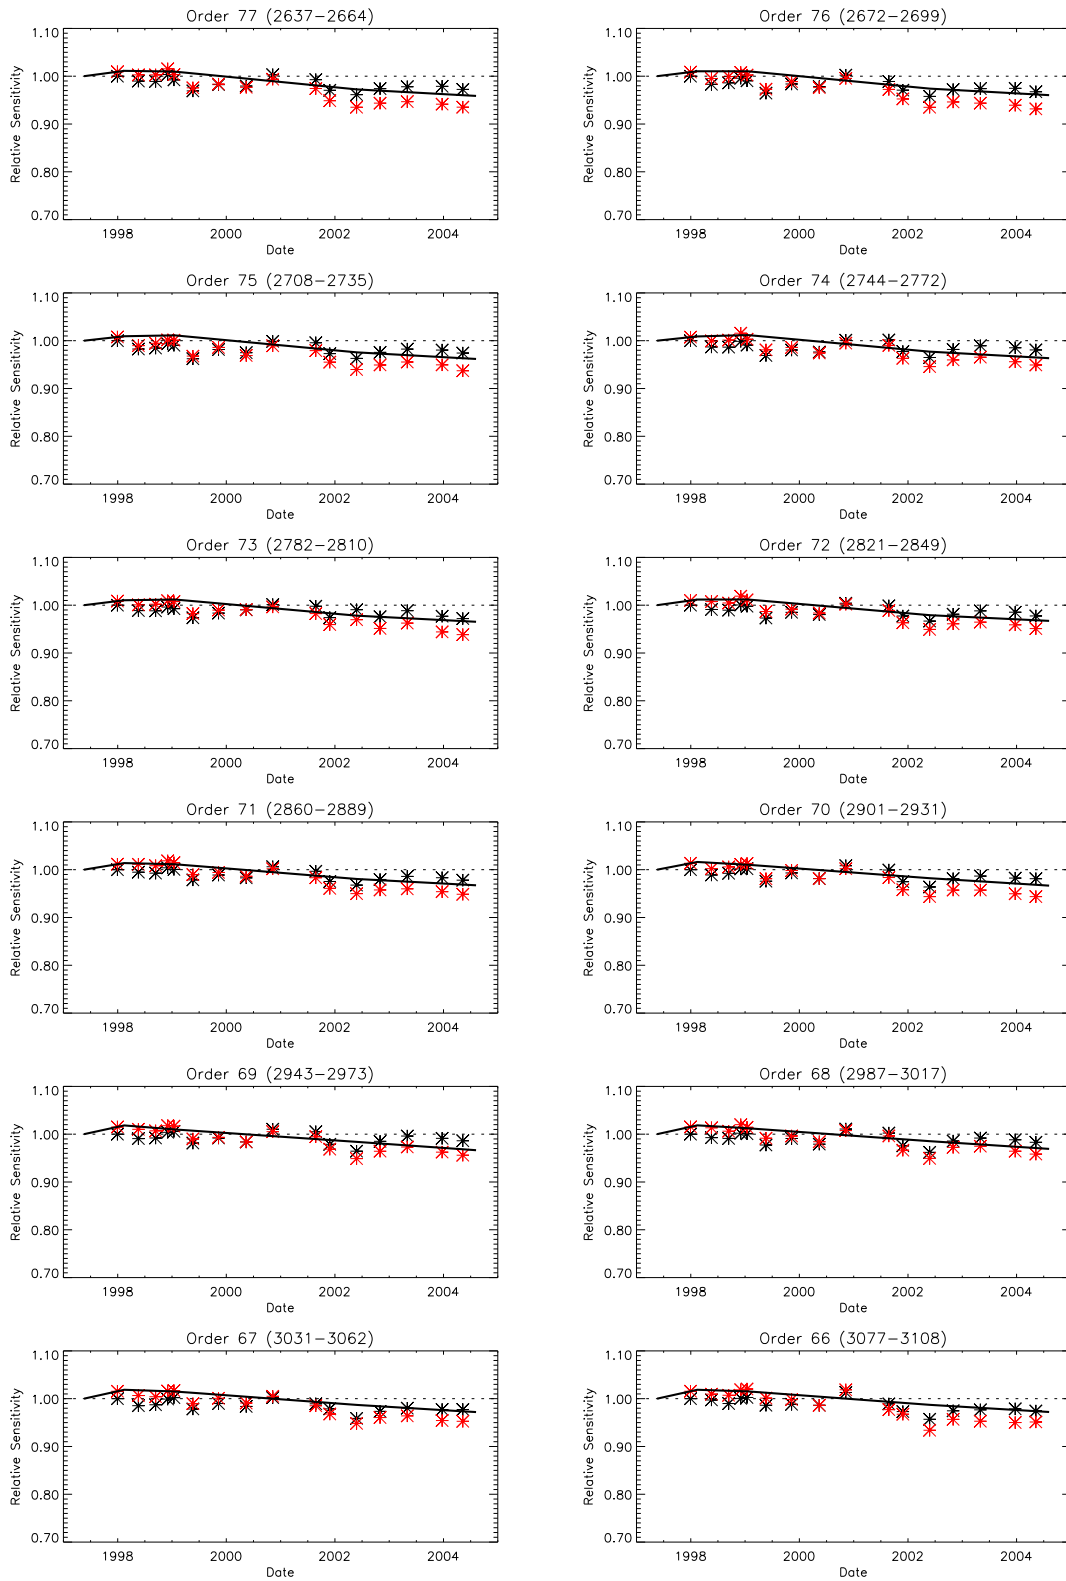 Order 77 (2637−2664)
1.10
1.00
0.90
0.80
0.70
Relative Sensitivity
1998 2000 2002 2004
Date
Order 76 (2672−2699)
1.10
1.00
0.90
0.80
0.70
Relative Sensitivity
1998 2000 2002 2004
Date
Order 75 (2708−2735)
1.10
1.00
0.90
0.80
0.70
Relative Sensitivity
1998 2000 2002 2004
Date
Order 74 (2744−2772)
1.10
1.00
0.90
0.80
0.70
Relative Sensitivity
1998 2000 2002 2004
Date
Order 73 (2782−2810)
1.10
1.00
0.90
0.80
0.70
Relative Sensitivity
1998 2000 2002 2004
Date
Order 72 (2821−2849)
1.10
1.00
0.90
0.80
0.70
Relative Sensitivity
1998 2000 2002 2004
Date
Order 71 (2860−2889)
1.10
1.00
0.90
0.80
0.70
Relative Sensitivity
1998 2000 2002 2004
Date
Order 70 (2901−2931)
1.10
1.00
0.90
0.80
0.70
Relative Sensitivity
1998 2000 2002 2004
Date
Order 69 (2943−2973)
1.10
1.00
0.90
0.80
0.70
Relative Sensitivity
1998 2000 2002 2004
Date
Order 68 (2987−3017)
1.10
1.00
0.90
0.80
0.70
Relative Sensitivity
1998 2000 2002 2004
Date
Order 67 (3031−3062)
1.10
1.00
0.90
0.80
0.70
Relative Sensitivity
1998 2000 2002 2004
Date
Order 66 (3077−3108)
1.10
1.00
0.90
0.80
0.70
Relative Sensitivity
1998 2000 2002 2004
Date